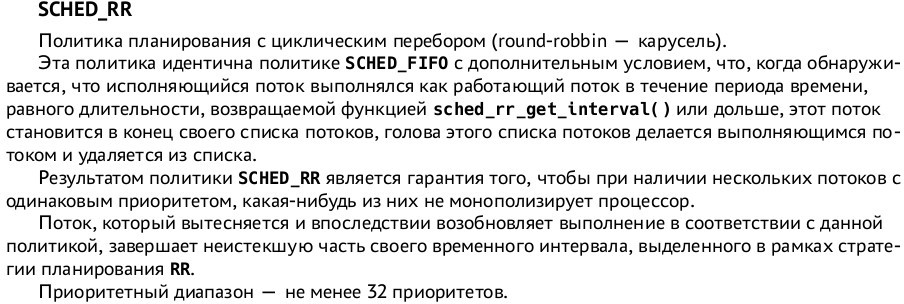 SCHED_RR
Политика планирования с циклическим перебором (round-robbin — карусель).
Эта политика идентична политике SCHED_FIFO с дополнительным условием, что, когда обнаружи-
вается, что исполняющийся поток выполнялся как работающий поток в течение периода времени,
равного длительности, возвращаемой функцией sched_rr_get_interval() или дольше, этот поток
становится в конец своего списка потоков, голова этого списка потоков делается выполняющимся по-
током и удаляется из списка.
Результатом политики SCHED_RR является гарантия того, чтобы при наличии нескольких потоков с
одинаковым приоритетом, какая-нибудь из них не монополизирует процессор.
Поток, который вытесняется и впоследствии возобновляет выполнение в соответствии с данной
политикой, завершает неистекшую часть своего временного интервала, выделенного в рамках страте-
гии планирования RR.
Приоритетный диапазон — не менее 32 приоритетов.